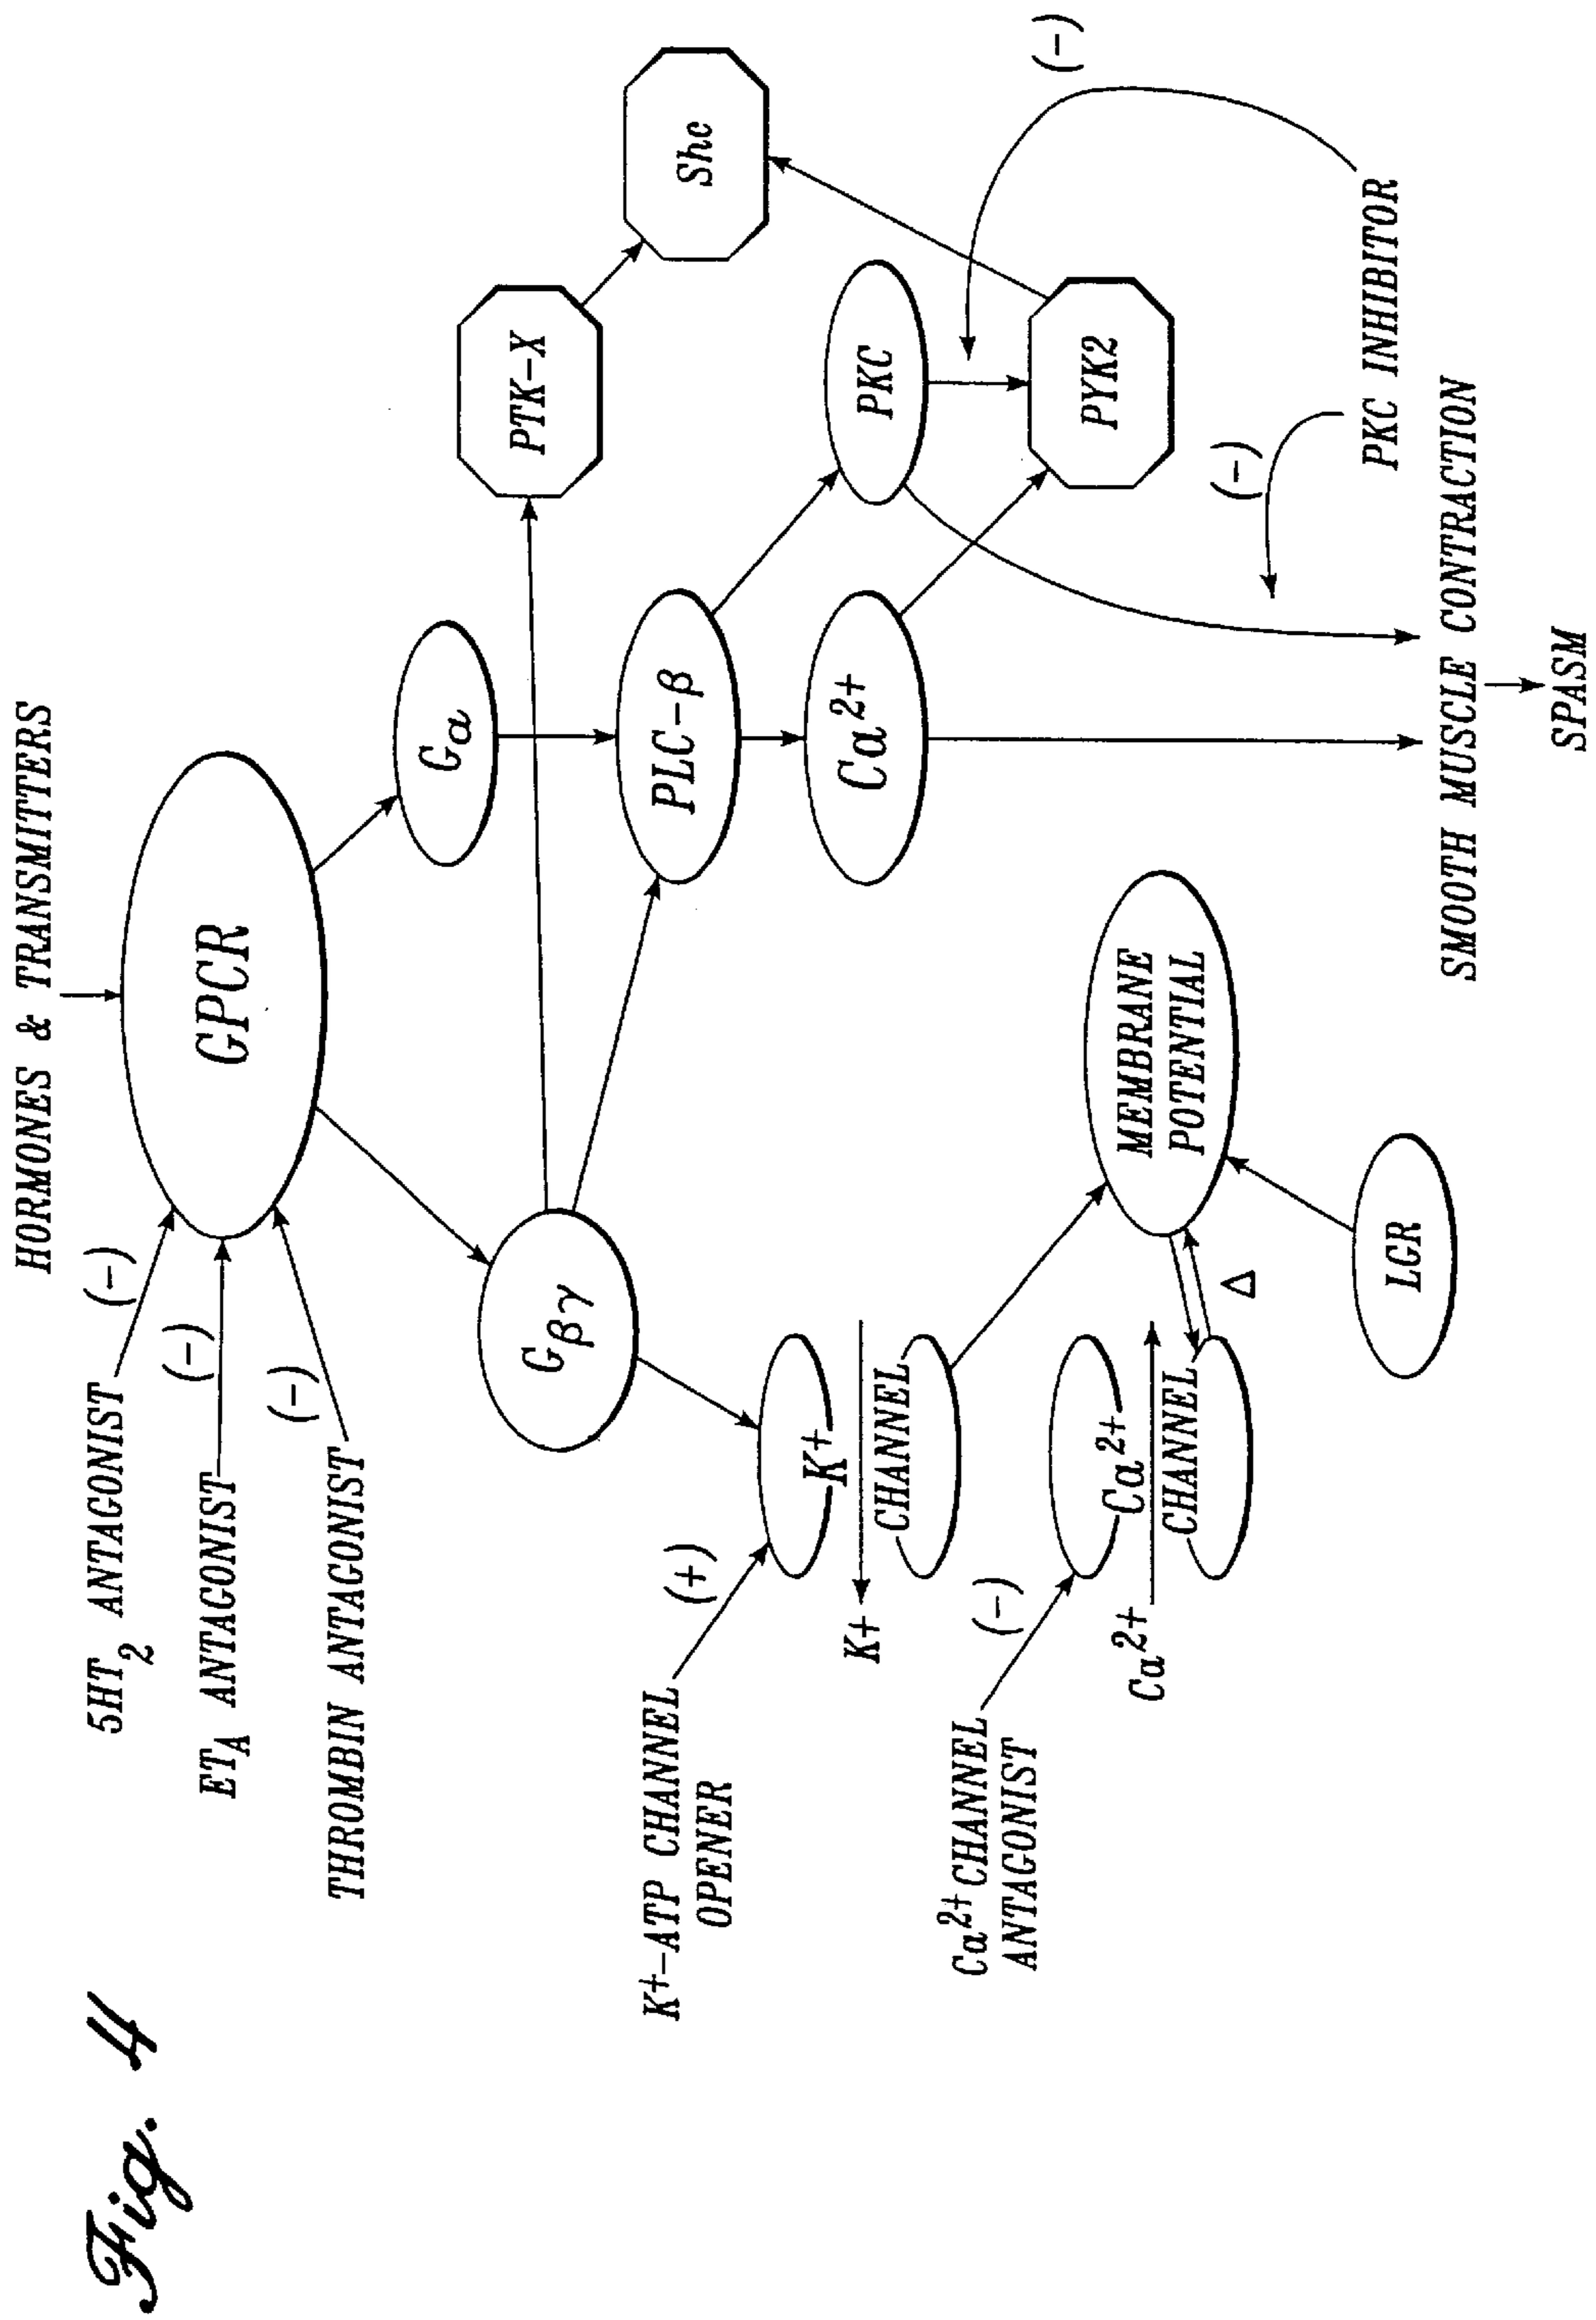 Fig. 4
HORMONES & TRANSMITTERS
5HT2 ANTAGONIST
(-)
ETA ANTAGONIST
(-)
THROMBIN ANTAGONIST
(-)
GPCR
Gα
Gβγ
PTK-X
Shc
PLC-β
K+-ATP CHANNEL
OPENER
(+)
K+
CHANNEL
K+
Ca2+
PKC
(-)
Ca2+ CHANNEL
ANTAGONIST
(-)
Ca2+
CHANNEL
Ca2+
Δ
MEMBRANE
POTENTIAL
PYK2
LGR
(-)
PKC INHIBITOR
SMOOTH MUSCLE CONTRACTION
SPASM